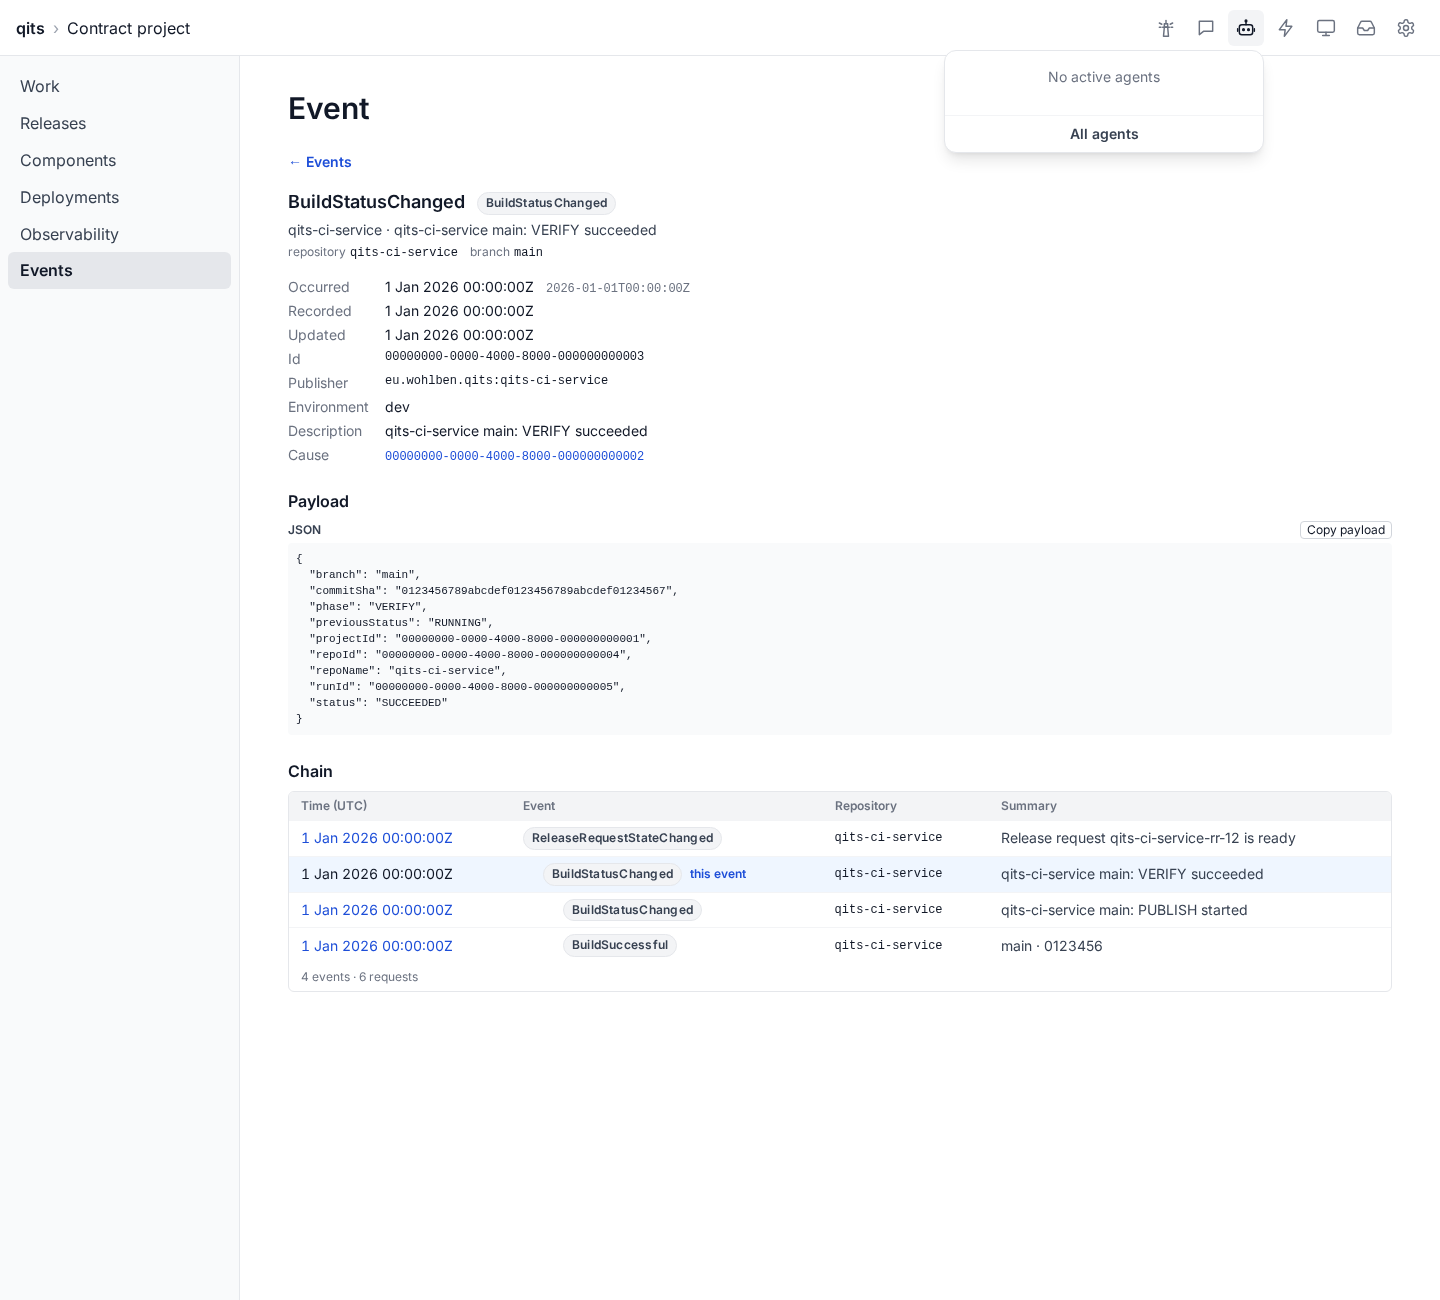 qits › Contract project
No active agents
All agents
Work
Releases
Components
Deployments
Observability
Events
Event
← Events
BuildStatusChanged BuildStatusChanged
qits-ci-service · qits-ci-service main: VERIFY succeeded
repository qits-ci-service branch main
Occurred 1 Jan 2026 00:00:00Z 2026-01-01T00:00:00Z
Recorded 1 Jan 2026 00:00:00Z
Updated 1 Jan 2026 00:00:00Z
Id 00000000-0000-4000-8000-000000000003
Publisher eu.wohlben.qits:qits-ci-service
Environment dev
Description qits-ci-service main: VERIFY succeeded
Cause 00000000-0000-4000-8000-000000000002
Payload
JSON Copy payload
{
  "branch": "main",
  "commitSha": "0123456789abcdef0123456789abcdef01234567",
  "phase": "VERIFY",
  "previousStatus": "RUNNING",
  "projectId": "00000000-0000-4000-8000-000000000001",
  "repoId": "00000000-0000-4000-8000-000000000004",
  "repoName": "qits-ci-service",
  "runId": "00000000-0000-4000-8000-000000000005",
  "status": "SUCCEEDED"
}
Chain
Time (UTC) Event Repository Summary
1 Jan 2026 00:00:00Z ReleaseRequestStateChanged qits-ci-service Release request qits-ci-service-rr-12 is ready
1 Jan 2026 00:00:00Z BuildStatusChanged this event qits-ci-service qits-ci-service main: VERIFY succeeded
1 Jan 2026 00:00:00Z BuildStatusChanged qits-ci-service qits-ci-service main: PUBLISH started
1 Jan 2026 00:00:00Z BuildSuccessful qits-ci-service main · 0123456
4 events · 6 requests